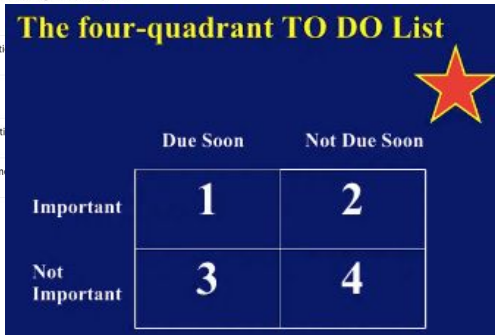 The four-quadrant TO DO List
Due Soon Not Due Soon
Important 1 2
Not
Important 3 4